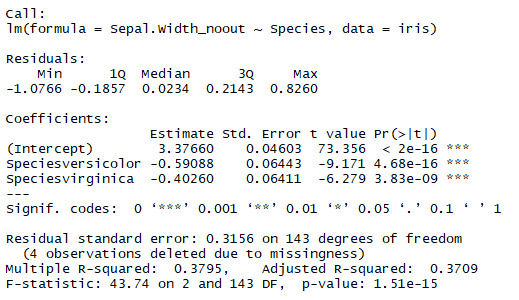 Call:
lm(formula = Sepal.Width_noout ~ Species, data = iris)
Residuals:
    Min      1Q  Median      3Q     Max
-1.0766 -0.1857  0.0234  0.2143  0.8260
Coefficients:
                  Estimate Std. Error t value Pr(>|t|)
(Intercept)        3.37660    0.04603  73.356  < 2e-16 ***
Speciesversicolor -0.59088    0.06443  -9.171 4.68e-16 ***
Speciesvirginica  -0.40260    0.06411  -6.279 3.83e-09 ***
---
Signif. codes:  0 ‘***’ 0.001 ‘**’ 0.01 ‘*’ 0.05 ‘.’ 0.1 ‘ ’ 1
Residual standard error: 0.3156 on 143 degrees of freedom
  (4 observations deleted due to missingness)
Multiple R-squared:  0.3795,    Adjusted R-squared:  0.3709
F-statistic: 43.74 on 2 and 143 DF,  p-value: 1.51e-15